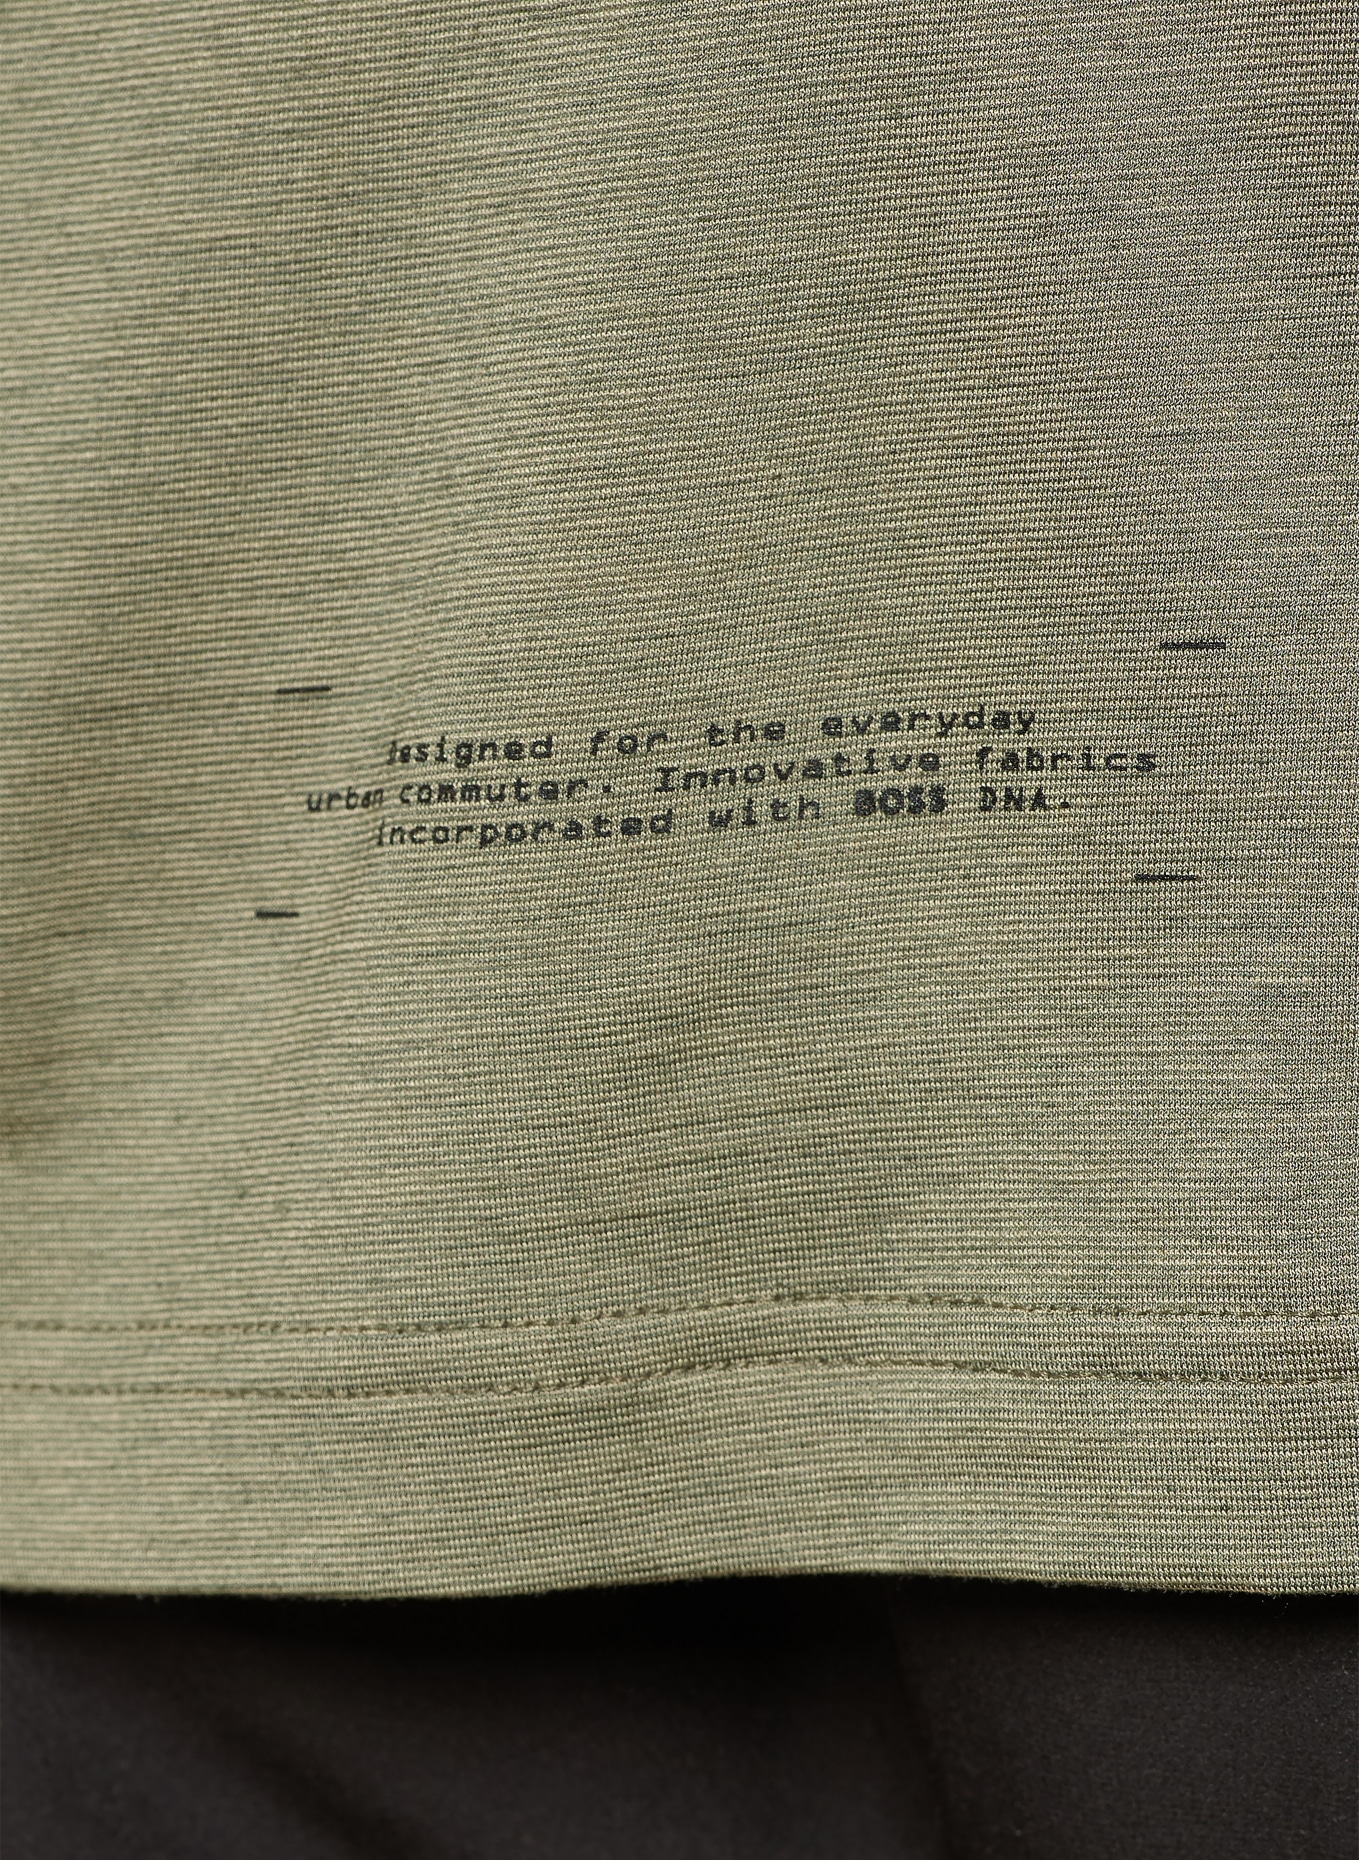 designed for the everyday
urban commuter. Innovative fabrics
incorporated with BOSS DNA.